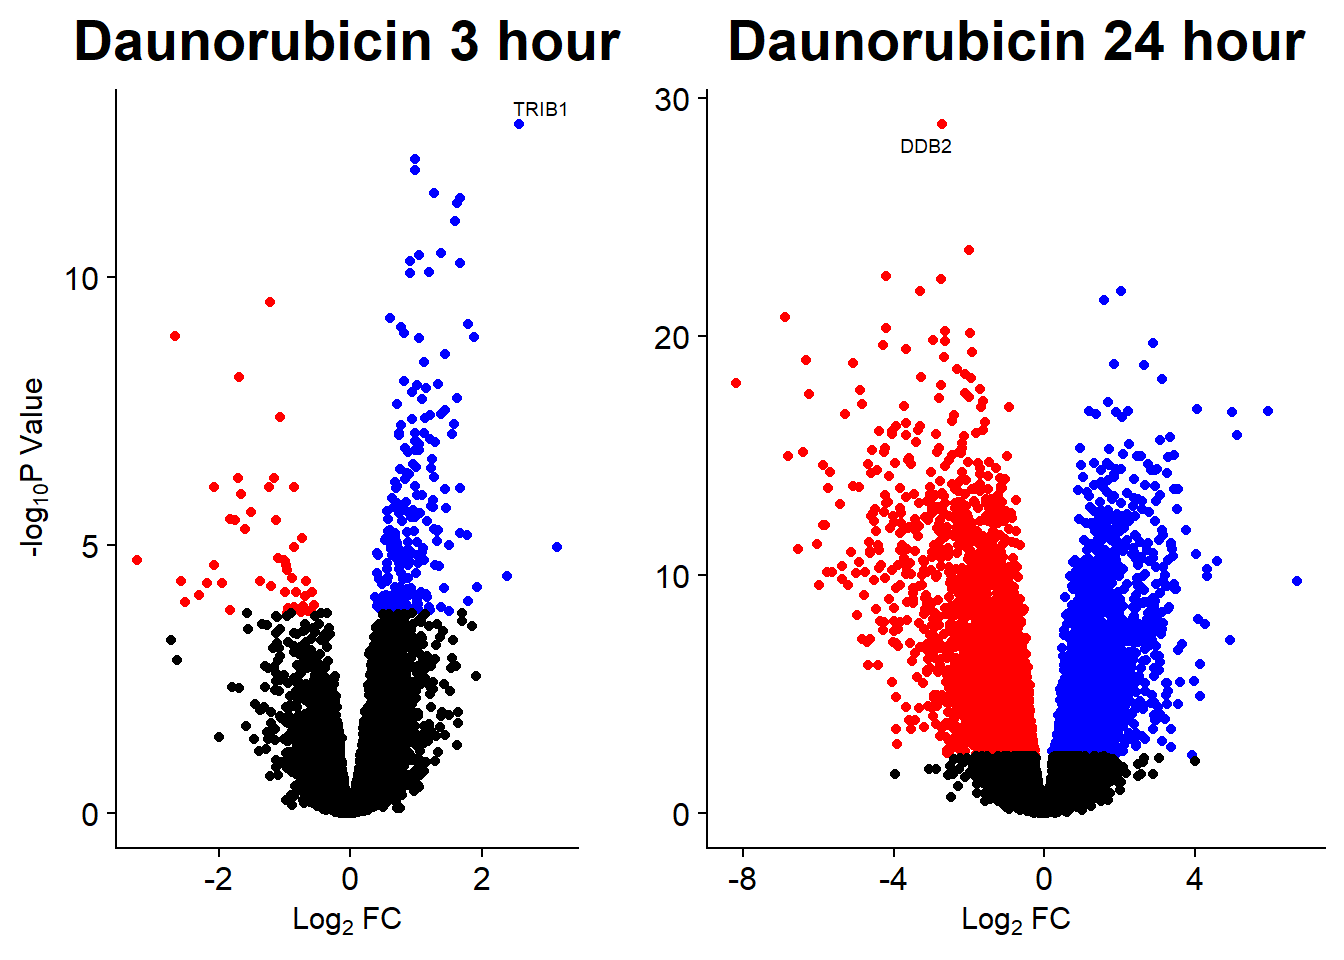 Daunorubicin 3 hour
TRIB1
10
5
0
-log₁₀P Value
-2 0 2
Log₂ FC
Daunorubicin 24 hour
30
DDB2
20
10
0
-8 -4 0 4
Log₂ FC